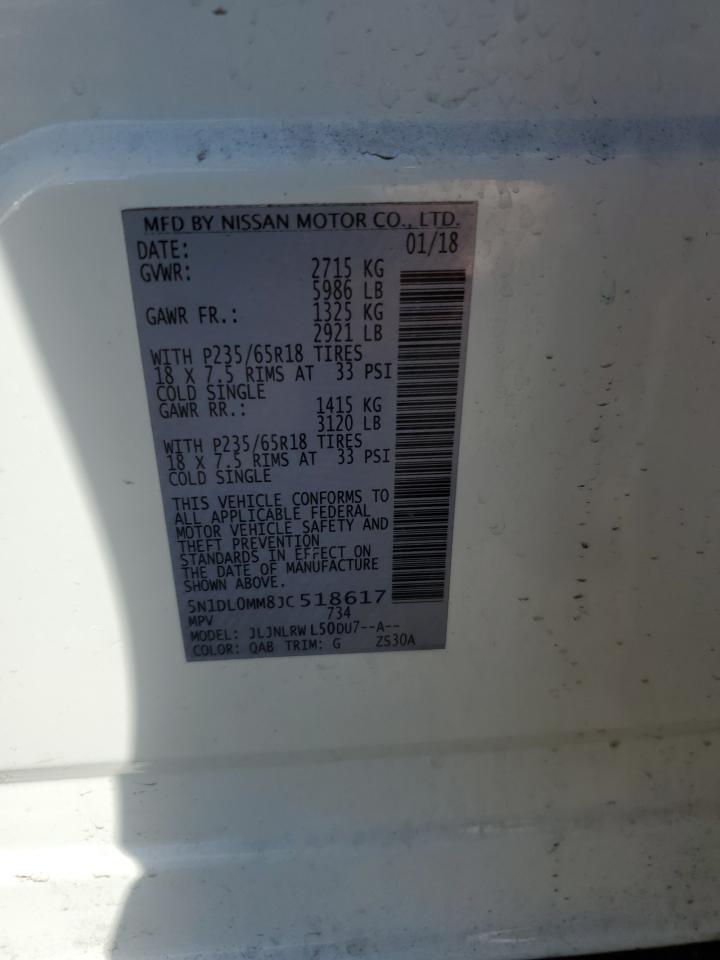 MFD BY NISSAN MOTOR CO., LTD.
DATE: 01/18
GVWR: 2715 KG
5986 LB
GAWR FR.: 1325 KG
2921 LB
WITH P235/65R18 TIRES
18 X 7.5 RIMS AT 33 PSI
COLD SINGLE
GAWR RR.: 1415 KG
3120 LB
WITH P235/65R18 TIRES
18 X 7.5 RIMS AT 33 PSI
COLD SINGLE
THIS VEHICLE CONFORMS TO
ALL APPLICABLE FEDERAL
MOTOR VEHICLE SAFETY AND
THEFT PREVENTION
STANDARDS IN EFFECT ON
THE DATE OF MANUFACTURE
SHOWN ABOVE.
5N1DL0MM8JC 518617
MPV 734
MODEL: JLJNLRW L50DU7--A--
COLOR: QAB TRIM: G ZS30A